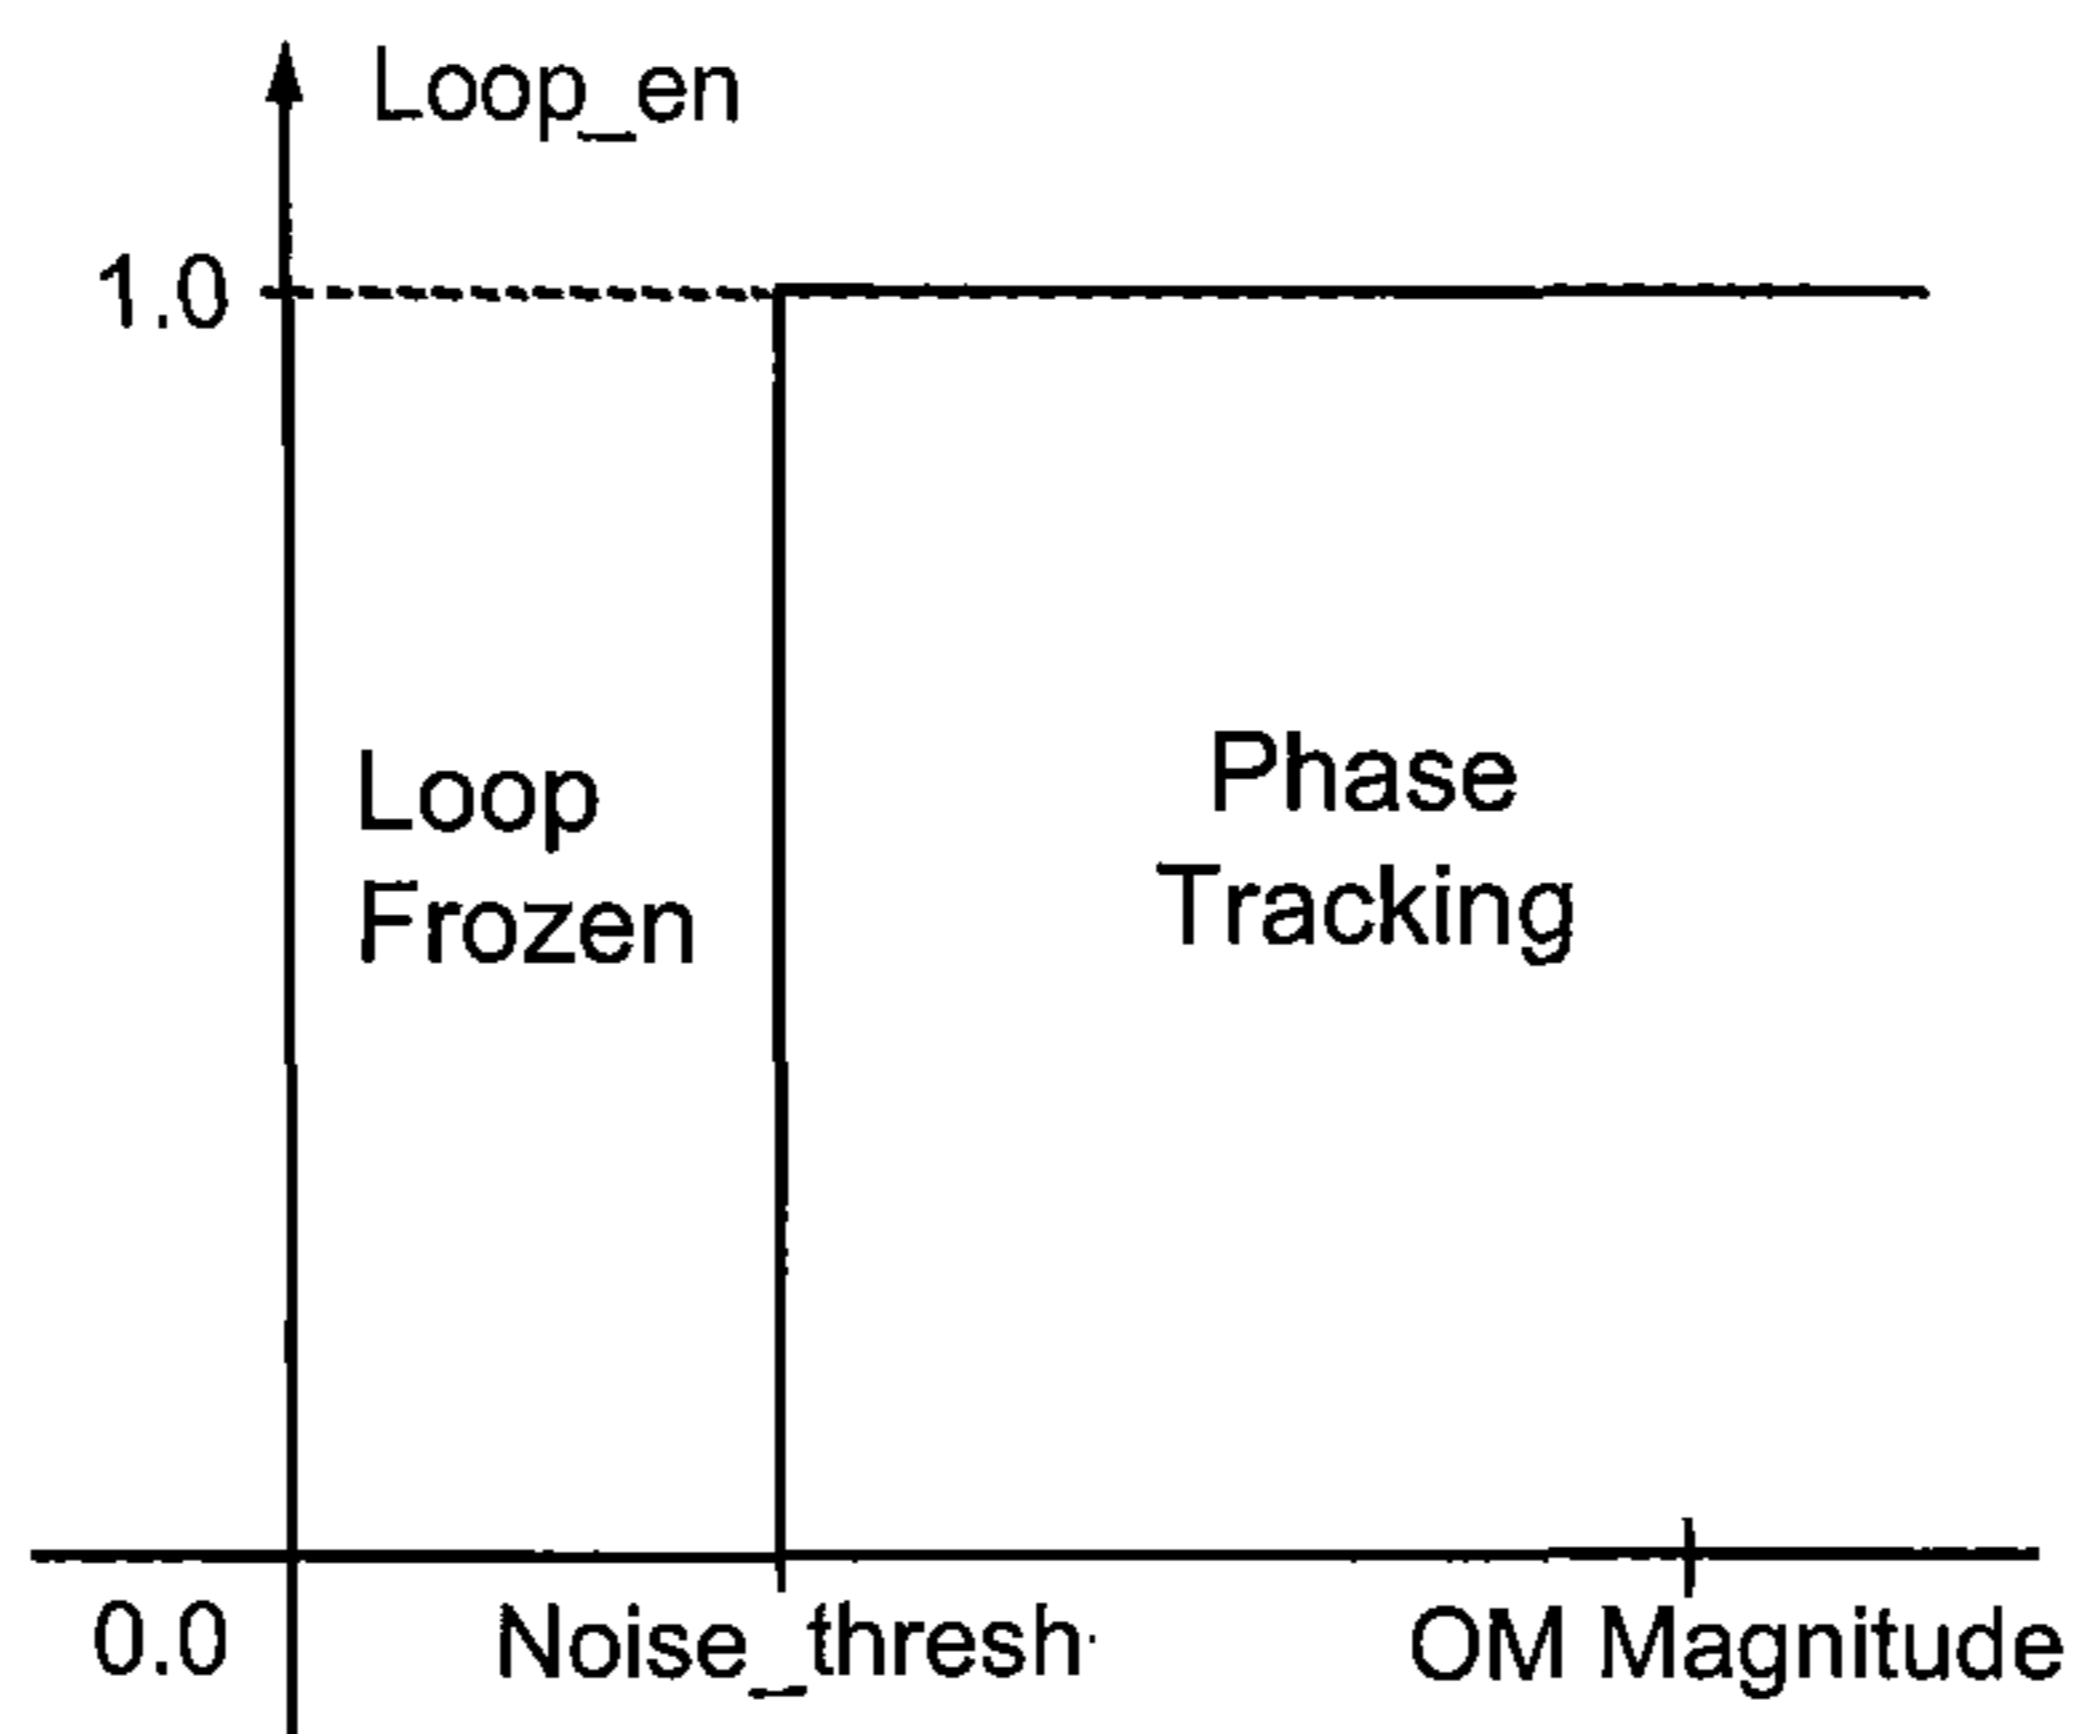 Loop_en
1.0
Loop
Frozen
Phase
Tracking
0.0
Noise_thresh
OM Magnitude